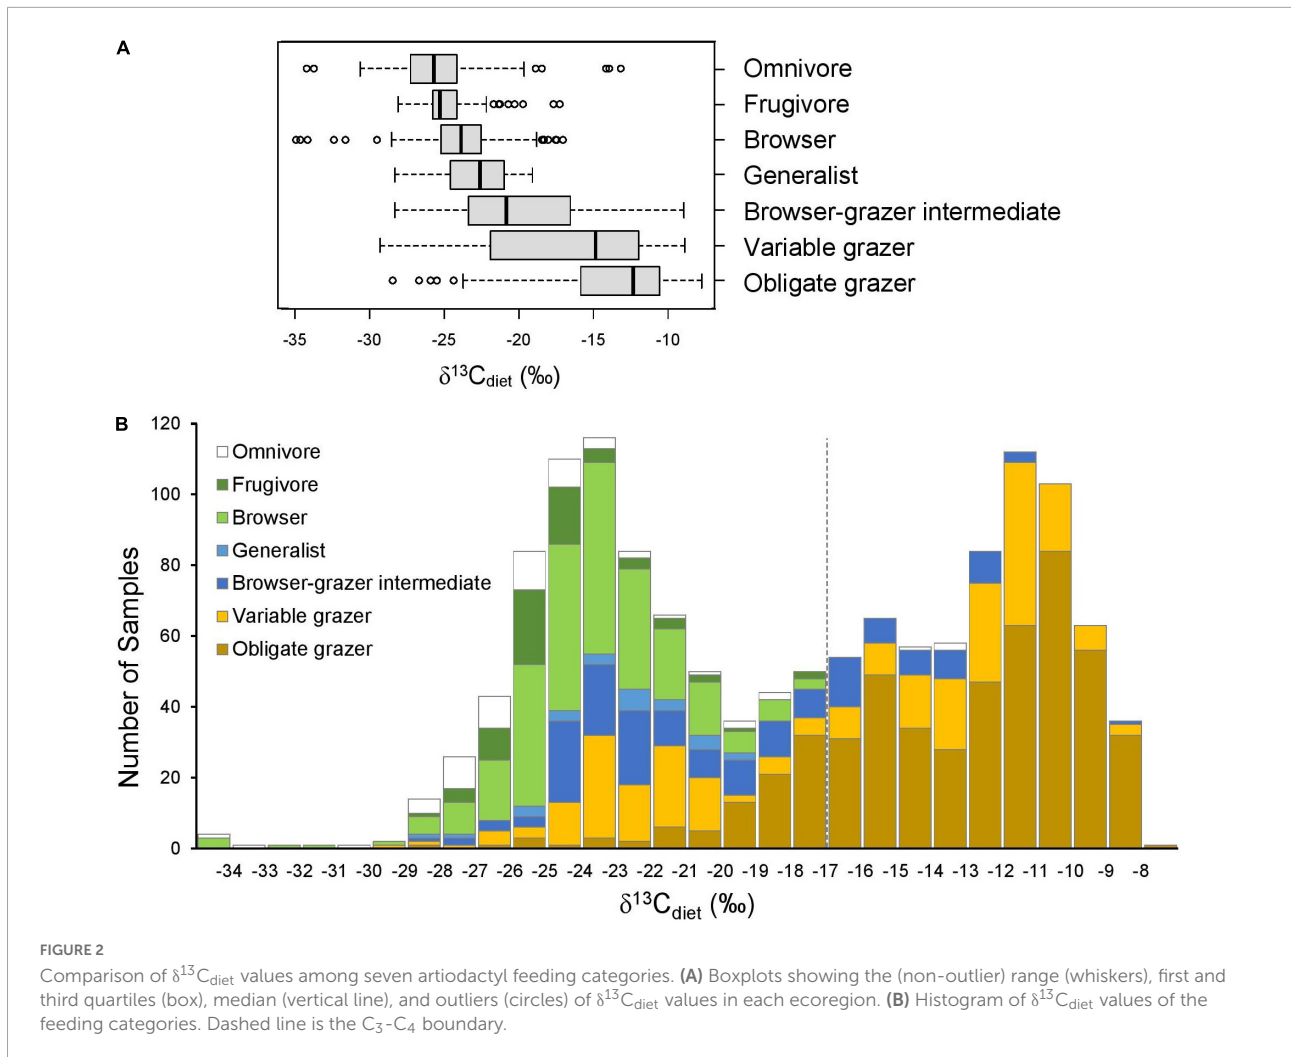 A
Omnivore
Frugivore
Browser
Generalist
Browser-grazer intermediate
Variable grazer
Obligate grazer
-35 -30 -25 -20 -15 -10
δ¹³C_diet (‰)
B
120
100
80
60
40
20
0
Number of Samples
Omnivore
Frugivore
Browser
Generalist
Browser-grazer intermediate
Variable grazer
Obligate grazer
-34 -33 -32 -31 -30 -29 -28 -27 -26 -25 -24 -23 -22 -21 -20 -19 -18 -17 -16 -15 -14 -13 -12 -11 -10 -9 -8
δ¹³C_diet (‰)
FIGURE 2
Comparison of δ¹³C_diet values among seven artiodactyl feeding categories. (A) Boxplots showing the (non-outlier) range (whiskers), first and
third quartiles (box), median (vertical line), and outliers (circles) of δ¹³C_diet values in each ecoregion. (B) Histogram of δ¹³C_diet values of the
feeding categories. Dashed line is the C₃-C₄ boundary.